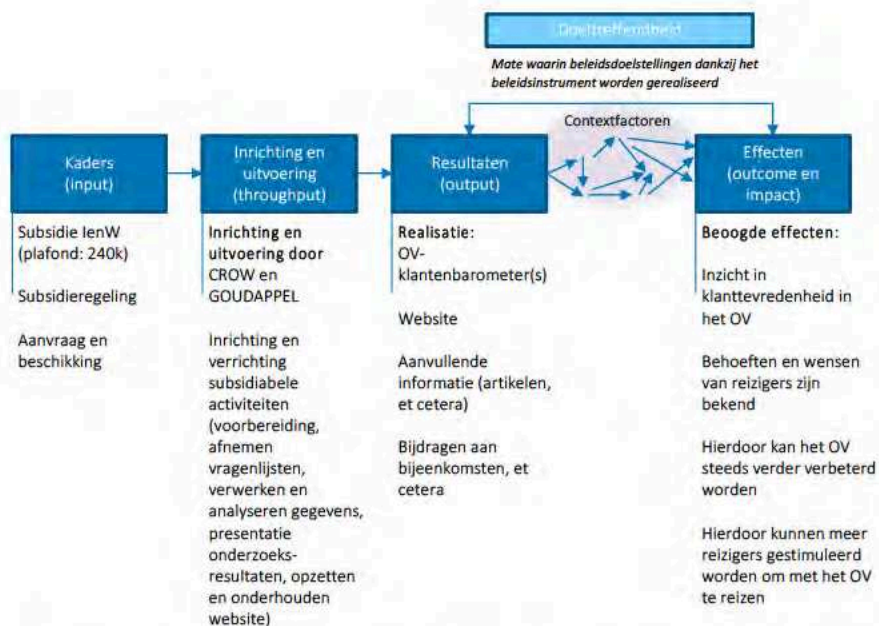 Doeltreffendheid
Mate waarin beleidsdoelstellingen dankzij het
beleidsinstrument worden gerealiseerd
Contextfactoren
Kaders
(input)
Inrichting en
uitvoering
(throughput)
Resultaten
(output)
Effecten
(outcome en
impact)
Subsidie IenW
(plafond: 240k)
Subsidieregeling
Aanvraag en
beschikking
Inrichting en
uitvoering door
CROW en
GOUDAPPEL
Inrichting en
verrichting
subsidiabele
activiteiten
(voorbereiding,
afnemen
vragenlijsten,
verwerken en
analyseren gegevens,
presentatie
onderzoeks-
resultaten, opzetten
en onderhouden
website)
Realisatie:
OV-
klantenbarometer(s)
Website
Aanvullende
informatie (artikelen,
et cetera)
Bijdragen aan
bijeenkomsten, et
cetera
Beoogde effecten:
Inzicht in
klanttevredenheid in
het OV
Behoeften en wensen
van reizigers zijn
bekend
Hierdoor kan het OV
steeds verder verbeterd
worden
Hierdoor kunnen meer
reizigers gestimuleerd
worden om met het OV
te reizen